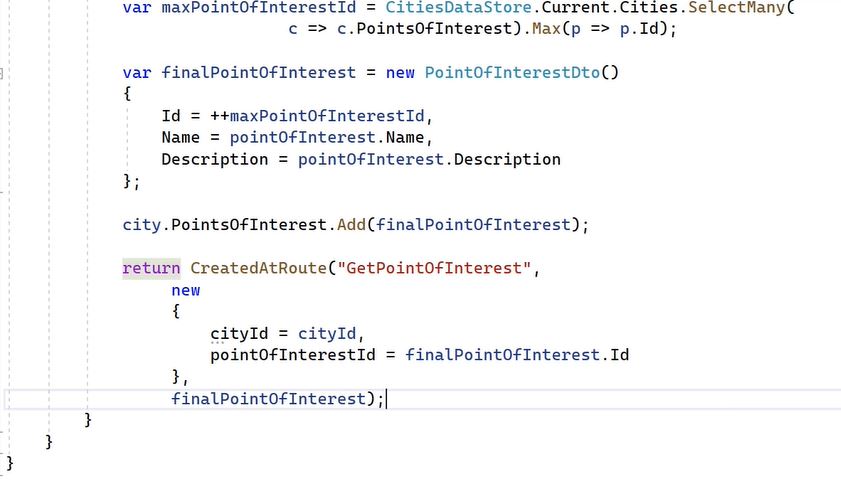 var maxPointOfInterestId = CitiesDataStore.Current.Cities.SelectMany(
c => c.PointsOfInterest).Max(p => p.Id);
var finalPointOfInterest = new PointOfInterestDto()
{
Id = ++maxPointOfInterestId,
Name = pointOfInterest.Name,
Description = pointOfInterest.Description
};
city.PointsOfInterest.Add(finalPointOfInterest);
return CreatedAtRoute("GetPointOfInterest",
new
{
cityId = cityId,
pointOfInterestId = finalPointOfInterest.Id
},
finalPointOfInterest);
}
}
}